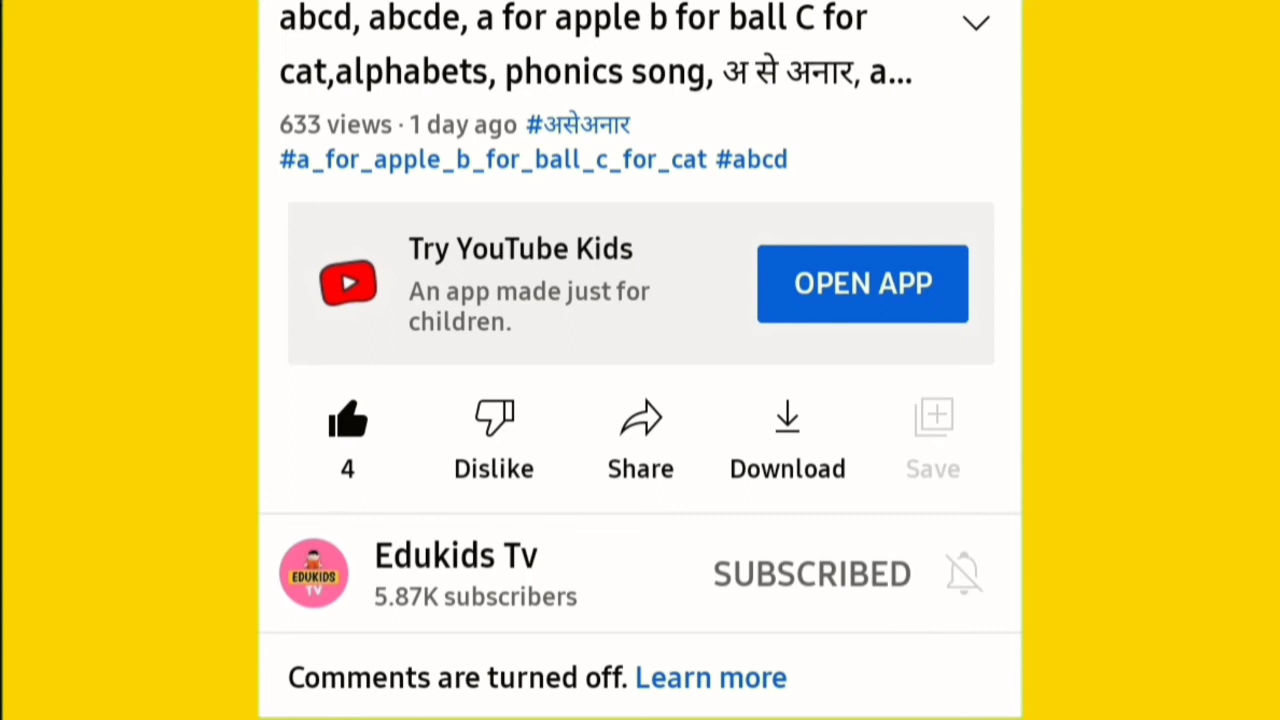 abcd, abcde, a for apple b for ball C for
cat,alphabets, phonics song, अ से अनार, a...
633 views · 1 day ago #असेअनार
#a_for_apple_b_for_ball_c_for_cat #abcd
Try YouTube Kids
An app made just for
children.
OPEN APP
4 Dislike Share Download Save
EDUKIDS
TV
Edukids Tv
5.87K subscribers
SUBSCRIBED
Comments are turned off. Learn more